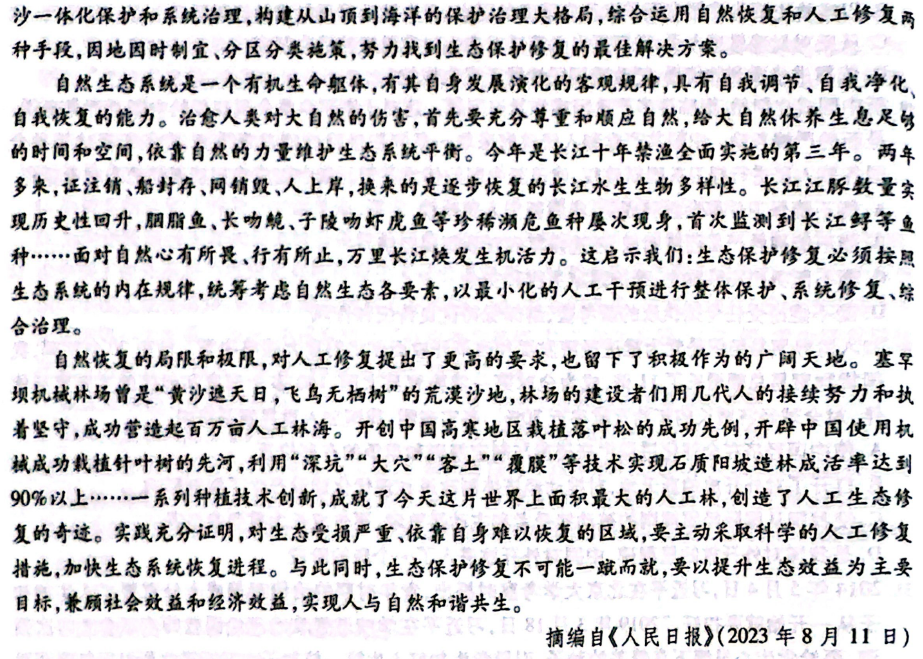 沙一体化保护和系统治理,构建从山顶到海洋的保护治理大格局,综合运用自然恢复和人工修复两
种手段,因地因时制宜、分区分类施策,努力找到生态保护修复的最佳解决方案。
自然生态系统是一个有机生命躯体,有其自身发展演化的客观规律,具有自我调节、自我净化、
自我恢复的能力。治愈人类对大自然的伤害,首先要充分尊重和顺应自然,给大自然休养生息足够
的时间和空间,依靠自然的力量维护生态系统平衡。今年是长江十年禁渔全面实施的第三年。两年
多来,证注销、船封存、网销毁、人上岸,换来的是逐步恢复的长江水生生物多样性。长江江豚数量实
现历史性回升,胭脂鱼、长吻鮠、子陵吻虾虎鱼等珍稀濒危鱼种屡次现身,首次监测到长江鲟等鱼
种……面对自然心有所畏、行有所止,万里长江焕发生机活力。这启示我们:生态保护修复必须按照
生态系统的内在规律,统筹考虑自然生态各要素,以最小化的人工干预进行整体保护、系统修复、综
合治理。
自然恢复的局限和极限,对人工修复提出了更高的要求,也留下了积极作为的广阔天地。塞罕
坝机械林场曾是“黄沙遮天日,飞鸟无栖树”的荒漠沙地,林场的建设者们用几代人的接续努力和执
着坚守,成功营造起百万亩人工林海。开创中国高寒地区栽植落叶松的成功先例,开辟中国使用机
械成功栽植针叶树的先河,利用“深坑”“大穴”“客土”“覆膜”等技术实现石质阳坡造林成活率达到
90%以上……一系列种植技术创新,成就了今天这片世界上面积最大的人工林,创造了人工生态修
复的奇迹。实践充分证明,对生态受损严重、依靠自身难以恢复的区域,要主动采取科学的人工修复
措施,加快生态系统恢复进程。与此同时,生态保护修复不可能一蹴而就,要以提升生态效益为主要
目标,兼顾社会效益和经济效益,实现人与自然和谐共生。
摘编自《人民日报》(2023年8月11日)